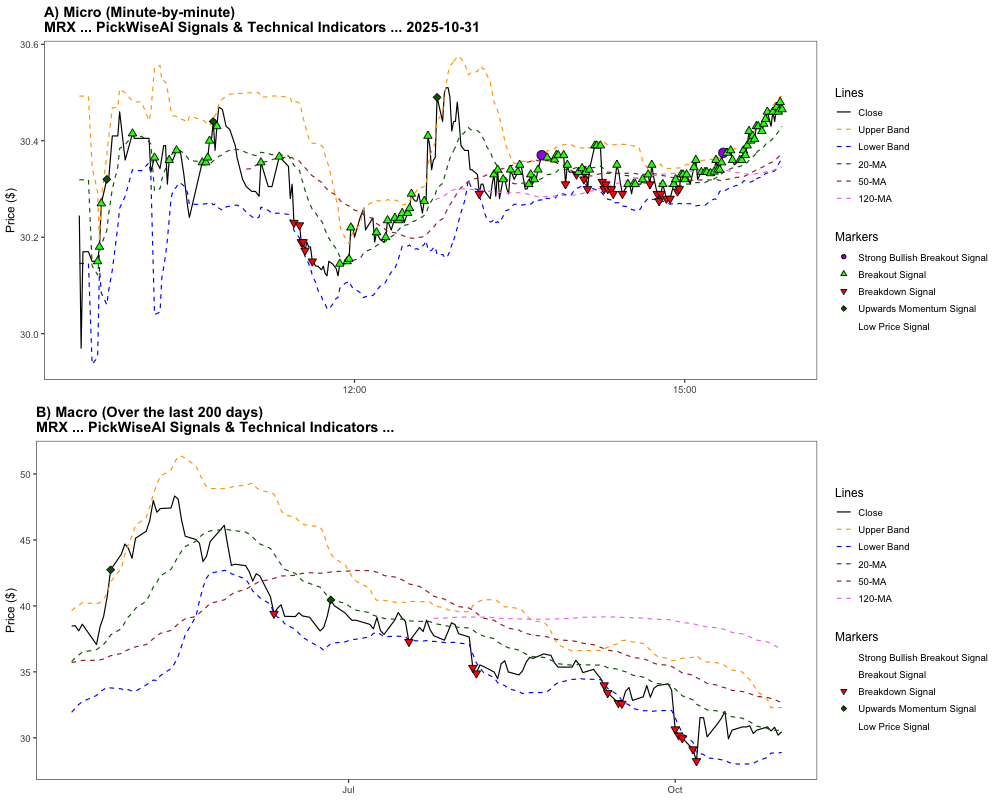 A) Micro (Minute-by-minute)
MRX ... PickWiseAI Signals & Technical Indicators ... 2025-10-31
Price ($)
30.6
30.4
30.2
30.0
12:00
15:00
Lines
Close
Upper Band
Lower Band
20-MA
50-MA
120-MA
Markers
Strong Bullish Breakout Signal
Breakout Signal
Breakdown Signal
Upwards Momentum Signal
Low Price Signal
B) Macro (Over the last 200 days)
MRX ... PickWiseAI Signals & Technical Indicators ...
Price ($)
50
45
40
35
30
Jul
Oct
Lines
Close
Upper Band
Lower Band
20-MA
50-MA
120-MA
Markers
Strong Bullish Breakout Signal
Breakout Signal
Breakdown Signal
Upwards Momentum Signal
Low Price Signal